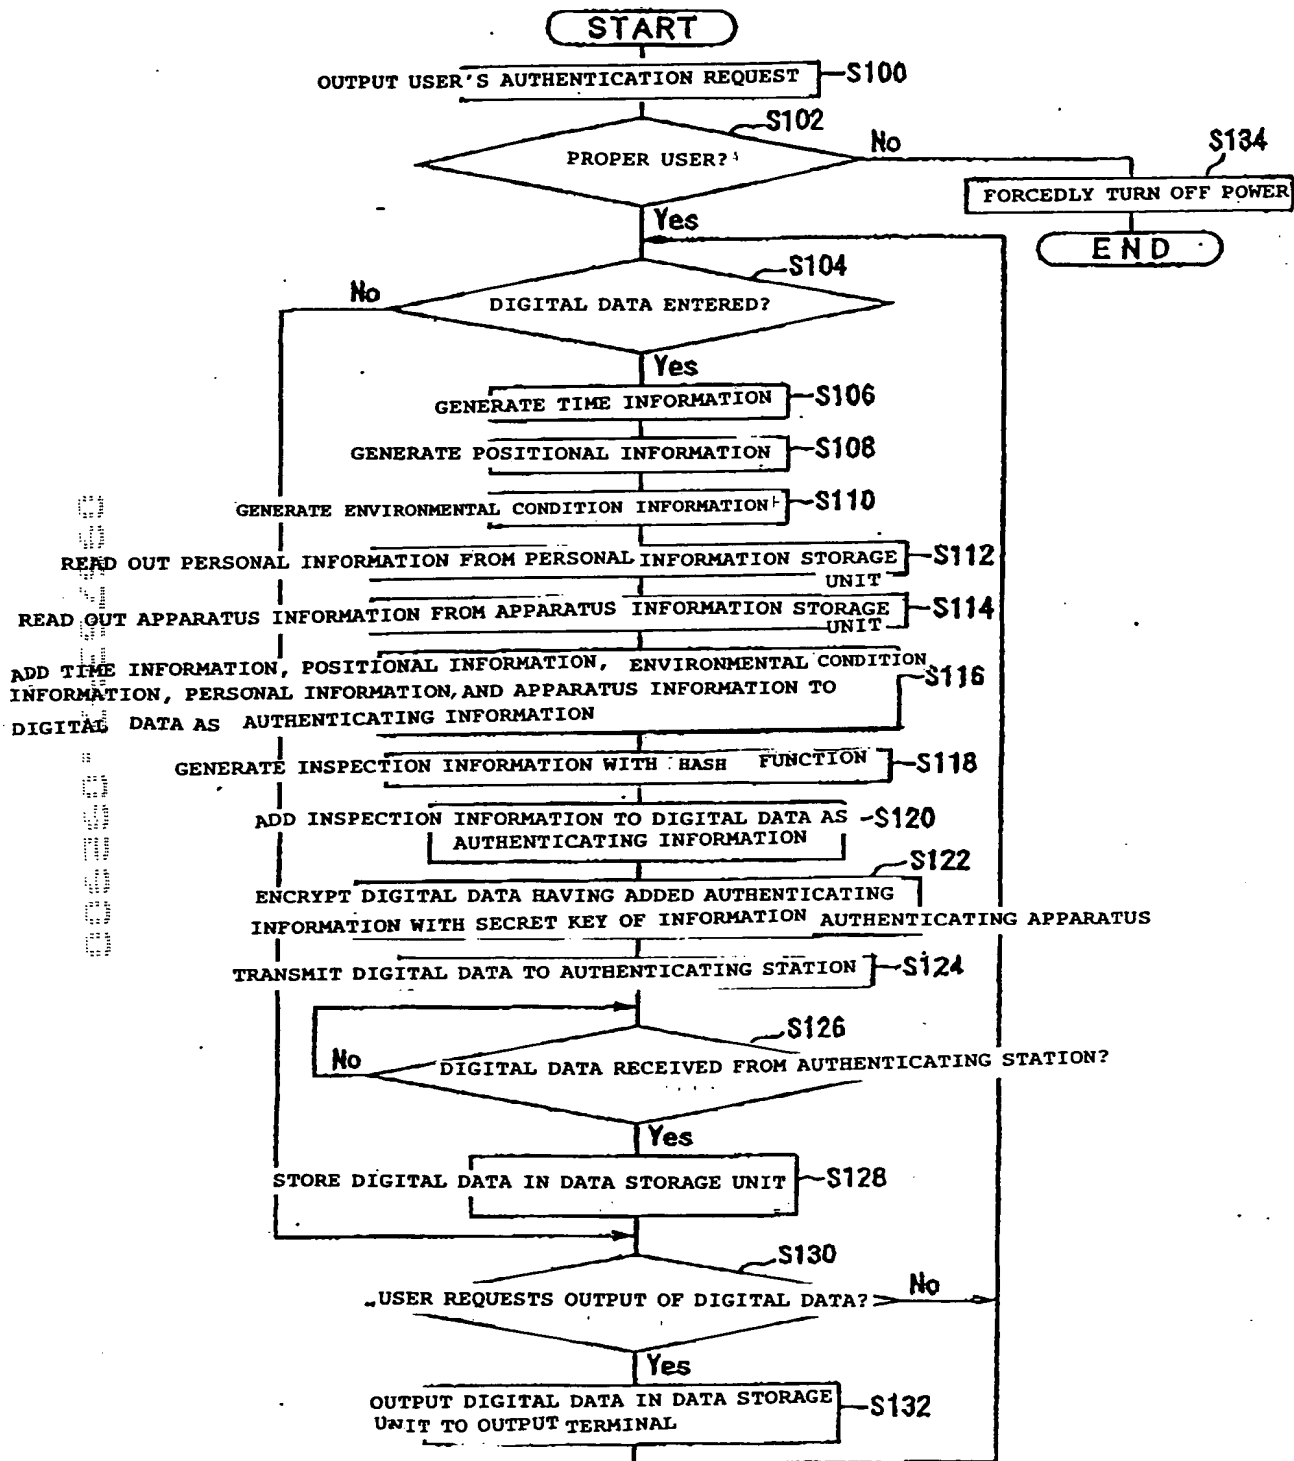 START
OUTPUT USER'S AUTHENTICATION REQUEST
S100
S102
PROPER USER?
No
S134
FORCEDLY TURN OFF POWER
END
Yes
S104
No
DIGITAL DATA ENTERED?
Yes
GENERATE TIME INFORMATION
S106
GENERATE POSITIONAL INFORMATION
S108
GENERATE ENVIRONMENTAL CONDITION INFORMATION
S110
READ OUT PERSONAL INFORMATION FROM PERSONAL INFORMATION STORAGE
UNIT
S112
READ OUT APPARATUS INFORMATION FROM APPARATUS INFORMATION STORAGE
UNIT
S114
ADD TIME INFORMATION, POSITIONAL INFORMATION, ENVIRONMENTAL CONDITION
INFORMATION, PERSONAL INFORMATION, AND APPARATUS INFORMATION TO
DIGITAL DATA AS AUTHENTICATING INFORMATION
S116
GENERATE INSPECTION INFORMATION WITH HASH FUNCTION
S118
ADD INSPECTION INFORMATION TO DIGITAL DATA AS
AUTHENTICATING INFORMATION
S120
S122
ENCRYPT DIGITAL DATA HAVING ADDED AUTHENTICATING
INFORMATION WITH SECRET KEY OF INFORMATION AUTHENTICATING APPARATUS
TRANSMIT DIGITAL DATA TO AUTHENTICATING STATION
S124
S126
No
DIGITAL DATA RECEIVED FROM AUTHENTICATING STATION?
Yes
STORE DIGITAL DATA IN DATA STORAGE UNIT
S128
S130
USER REQUESTS OUTPUT OF DIGITAL DATA?
No
Yes
OUTPUT DIGITAL DATA IN DATA STORAGE
UNIT TO OUTPUT TERMINAL
S132